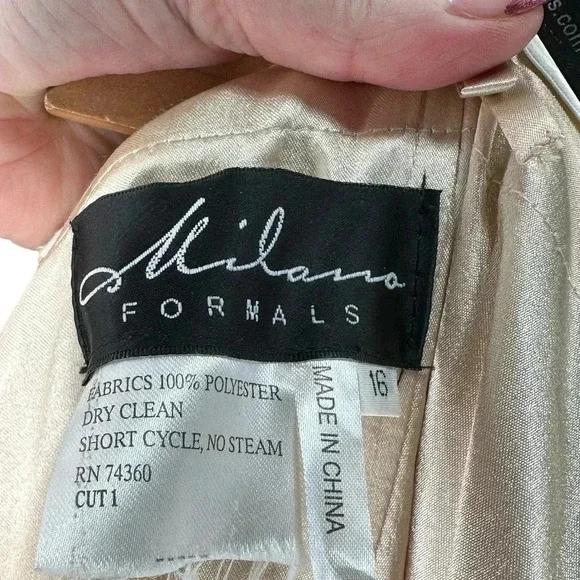 Milano
FORMALS
16
MADE IN CHINA
FABRICS 100% POLYESTER
DRY CLEAN
SHORT CYCLE, NO STEAM
RN 74360
CUT 1
s.com